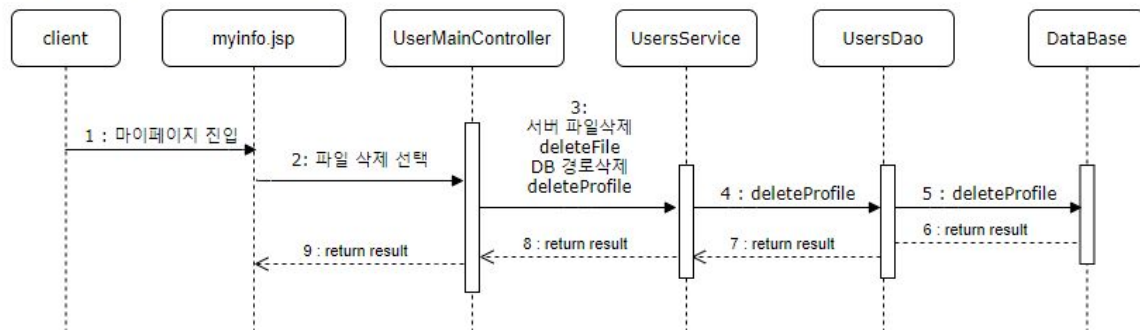 client
myinfo.jsp
UserMainController
UsersService
UsersDao
DataBase
1 : 마이페이지 진입
2: 파일 삭제 선택
3:
서버 파일삭제
deleteFile
DB 경로삭제
deleteProfile
4 : deleteProfile
5 : deleteProfile
6 : return result
7 : return result
8 : return result
9 : return result